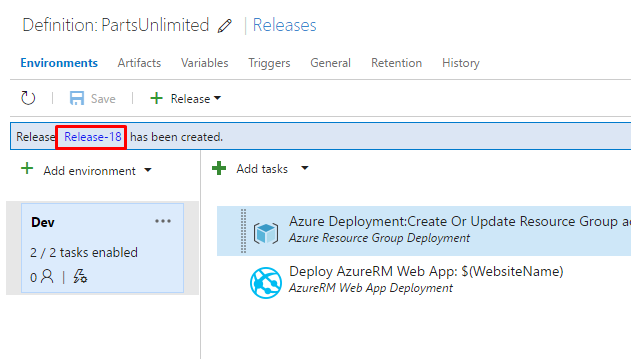 Definition: PartsUnlimited | Releases
Environments Artifacts Variables Triggers General Retention History
Save Release
Release Release-18 has been created.
Add environment Add tasks
Dev ...
2 / 2 tasks enabled
0
Azure Deployment:Create Or Update Resource Group ac
Azure Resource Group Deployment
Deploy AzureRM Web App: $(WebsiteName)
AzureRM Web App Deployment